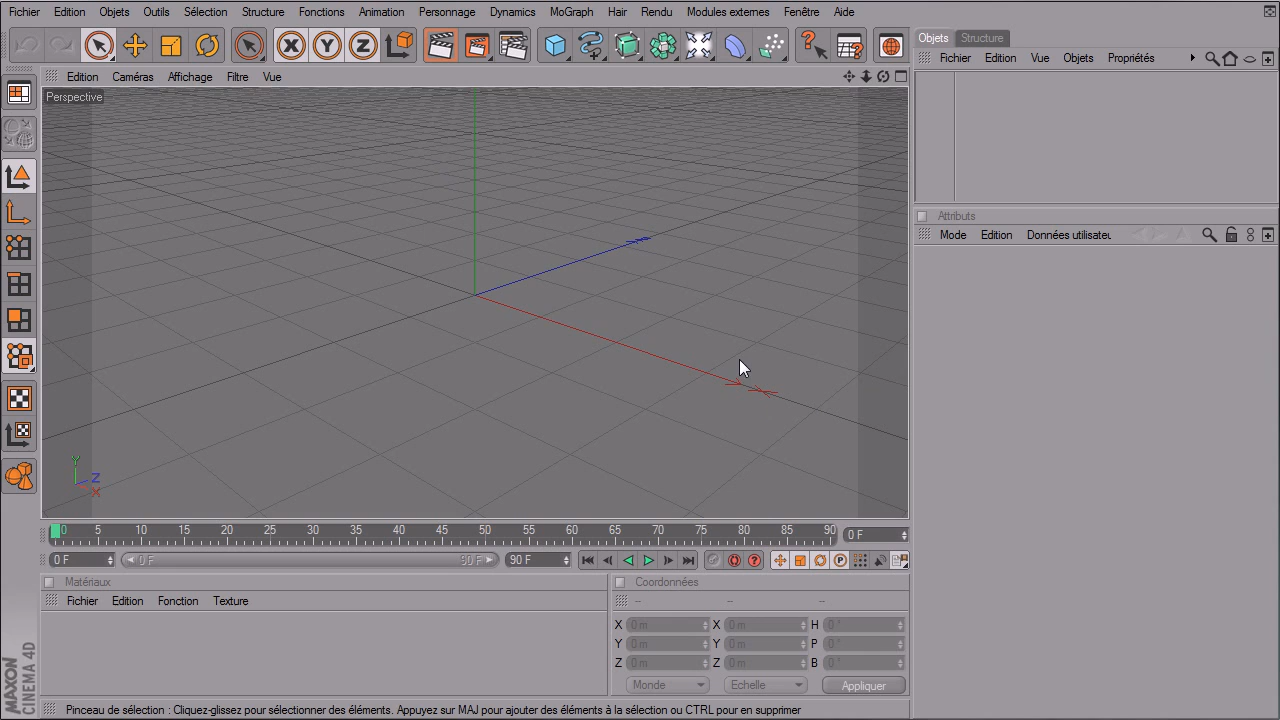 Fichier Edition Objets Outils Sélection Structure Fonctions Animation Personnage Dynamics MoGraph Hair Rendu Modules externes Fenêtre Aide
X Y Z
Objets Structure
Fichier Edition Vue Objets Propriétés
Edition Caméras Affichage Filtre Vue
Perspective
Attributs
Mode Edition Données utilisateu
Y
Z
X
0 5 10 15 20 25 30 35 40 45 50 55 60 65 70 75 80 85 90
0 F
0 F
0 F
90 F
90 F
P
Matériaux
Coordonnées
Fichier Edition Fonction Texture
-- -- --
X 0 m X 0 m H 0 °
Y 0 m Y 0 m P 0 °
Z 0 m Z 0 m B 0 °
Monde Echelle Appliquer
MAXON
CINEMA 4D
Pinceau de sélection : Cliquez-glissez pour sélectionner des éléments. Appuyez sur MAJ pour ajouter des éléments à la sélection ou CTRL pour en supprimer